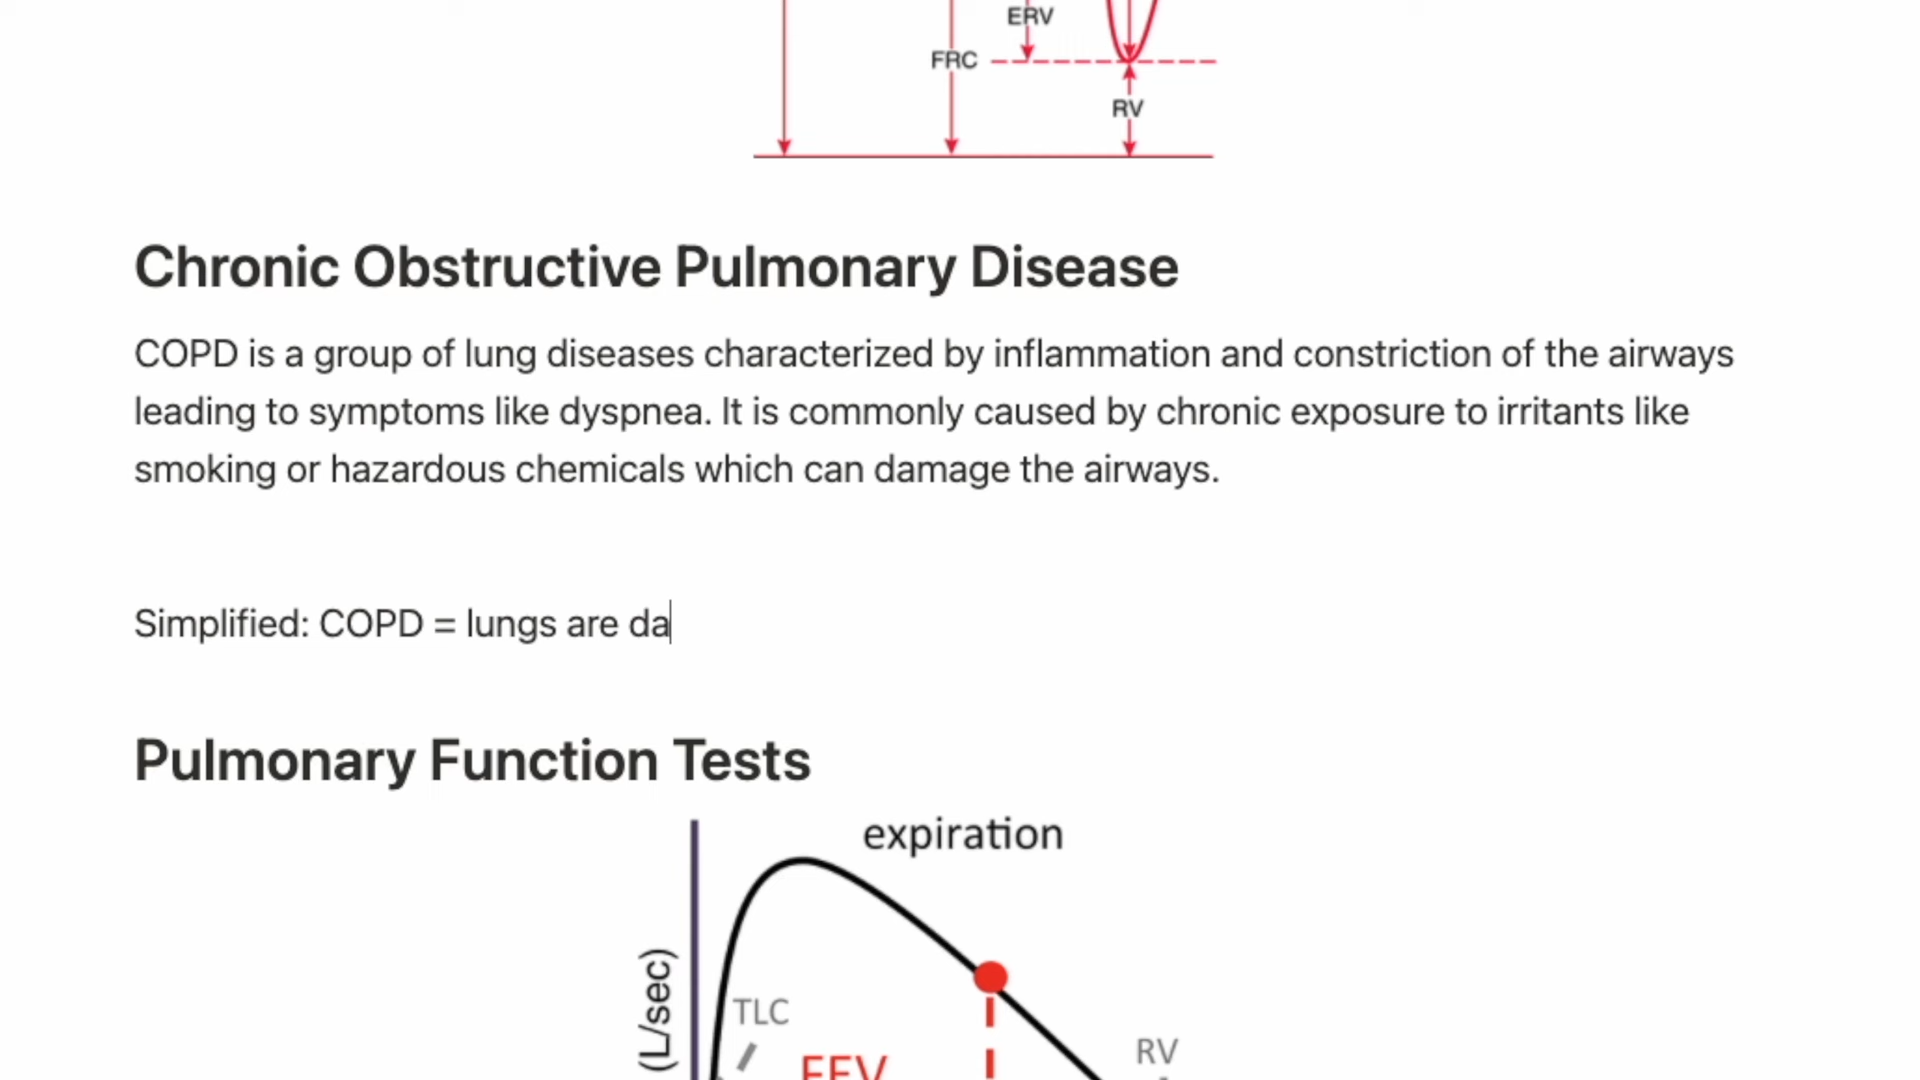 ERV
FRC
RV
Chronic Obstructive Pulmonary Disease
COPD is a group of lung diseases characterized by inflammation and constriction of the airways
leading to symptoms like dyspnea. It is commonly caused by chronic exposure to irritants like
smoking or hazardous chemicals which can damage the airways.
Simplified: COPD = lungs are da
Pulmonary Function Tests
expiration
(L/sec)
TLC
RV
FEV